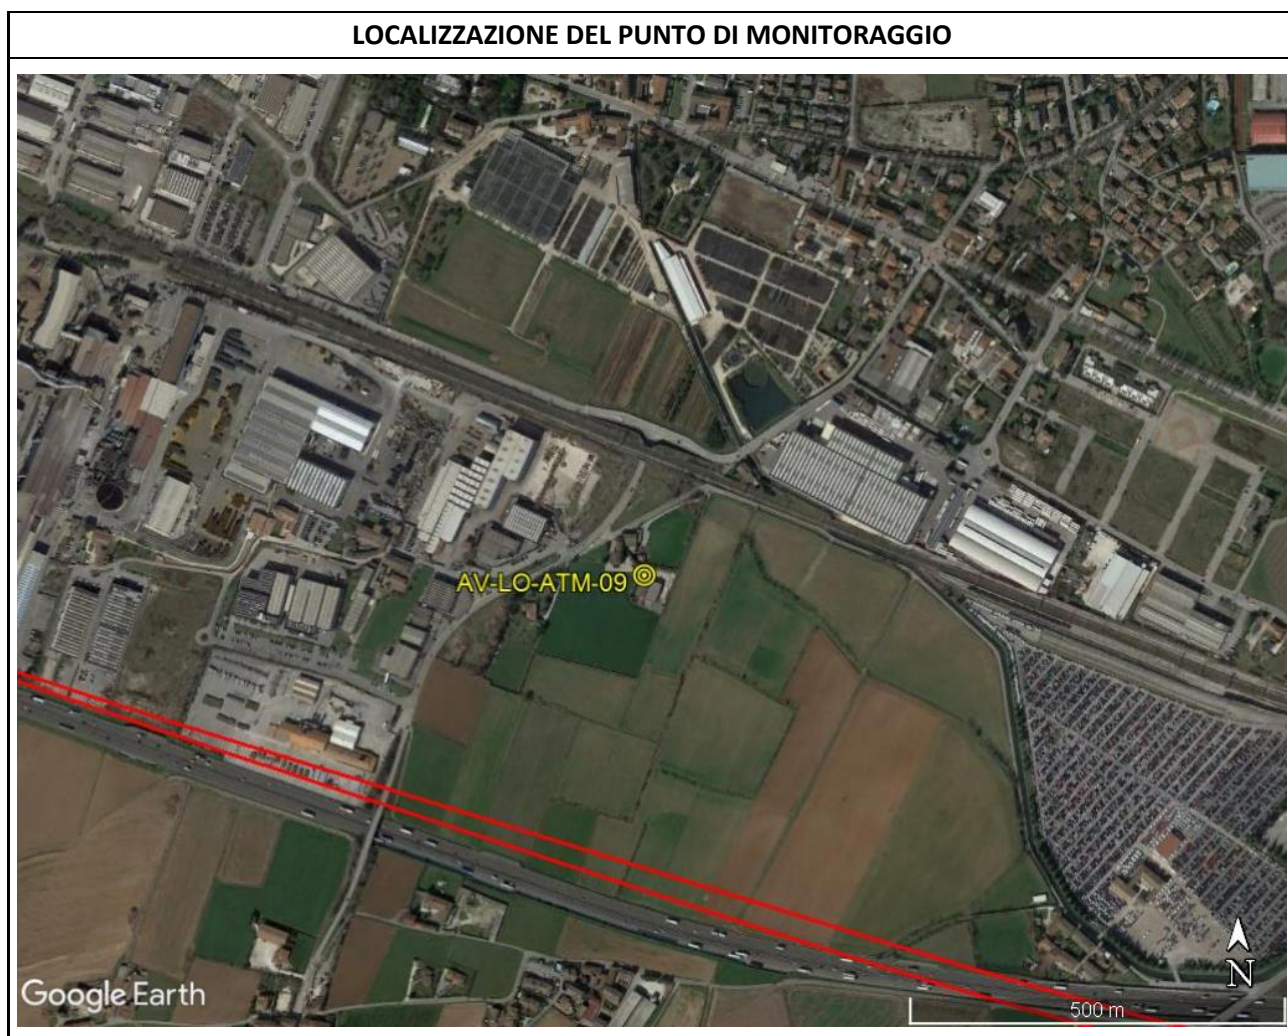 LOCALIZZAZIONE DEL PUNTO DI MONITORAGGIO
AV-LO-ATM-09
N
Google Earth
500 m